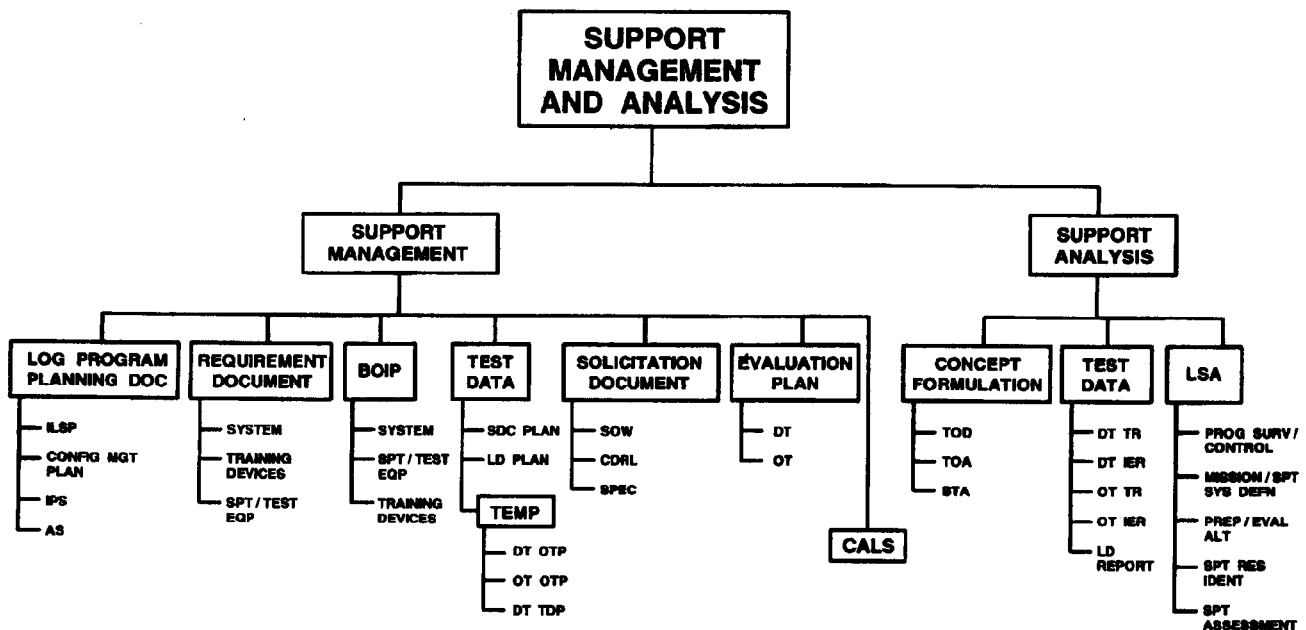 SUPPORT
MANAGEMENT
AND ANALYSIS
SUPPORT
MANAGEMENT
SUPPORT
ANALYSIS
LOG PROGRAM
PLANNING DOC
ILSP
CONFIG MGT
PLAN
IPS
AS
REQUIREMENT
DOCUMENT
SYSTEM
TRAINING
DEVICES
SPT / TEST
EQP
BOIP
SYSTEM
SPT / TEST
EQP
TRAINING
DEVICES
TEST
DATA
SDC PLAN
LD PLAN
TEMP
DT OTP
OT OTP
DT TDP
SOLICITATION
DOCUMENT
SOW
CDRL
SPEC
EVALUATION
PLAN
DT
OT
CALS
CONCEPT
FORMULATION
TOD
TOA
BTA
TEST
DATA
DT TR
DT IER
OT TR
OT IER
LD
REPORT
LSA
PROG SURV /
CONTROL
MISSION / SPT
SYS DEFN
PREP / EVAL
ALT
SPT RES
IDENT
SPT
ASSESSMENT